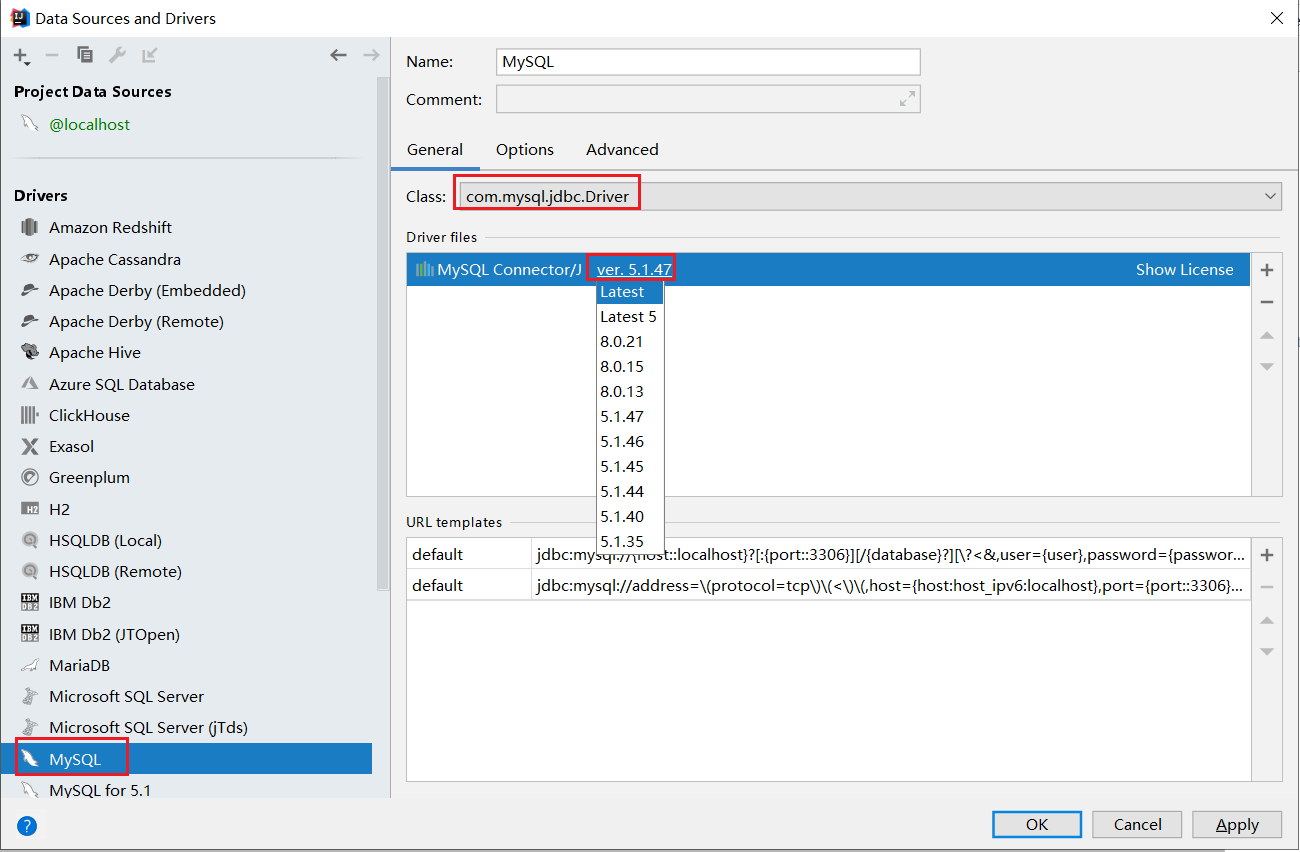 Data Sources and Drivers
Project Data Sources
@localhost
Drivers
Amazon Redshift
Apache Cassandra
Apache Derby (Embedded)
Apache Derby (Remote)
Apache Hive
Azure SQL Database
ClickHouse
Exasol
Greenplum
H2
HSQLDB (Local)
HSQLDB (Remote)
IBM Db2
IBM Db2 (JTOpen)
MariaDB
Microsoft SQL Server
Microsoft SQL Server (jTds)
MySQL
MySQL for 5.1
Name: MySQL
Comment:
General Options Advanced
Class: com.mysql.jdbc.Driver
Driver files
MySQL Connector/J ver. 5.1.47 Show License
Latest
Latest 5
8.0.21
8.0.15
8.0.13
5.1.47
5.1.46
5.1.45
5.1.44
5.1.40
5.1.35
URL templates
default jdbc:mysql://{host::localhost}?[:{port::3306}][/{database}?][\?<&,user={user},password={passwor...
default jdbc:mysql://address=\(protocol=tcp\)\(<\)\(,host={host:host_ipv6:localhost},port={port::3306}...
OK Cancel Apply